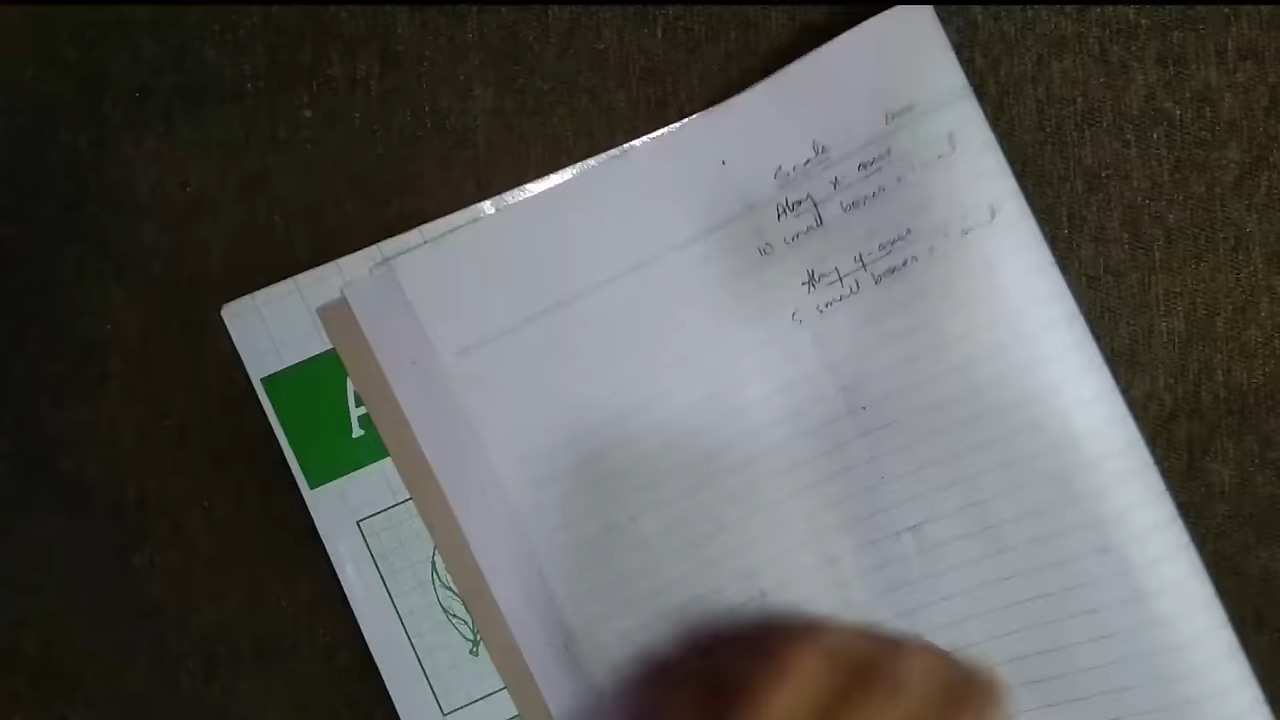 Scale
Along x-axis
10 small boxes = 1 unit
Along y-axis
5 small boxes = 1 unit
A